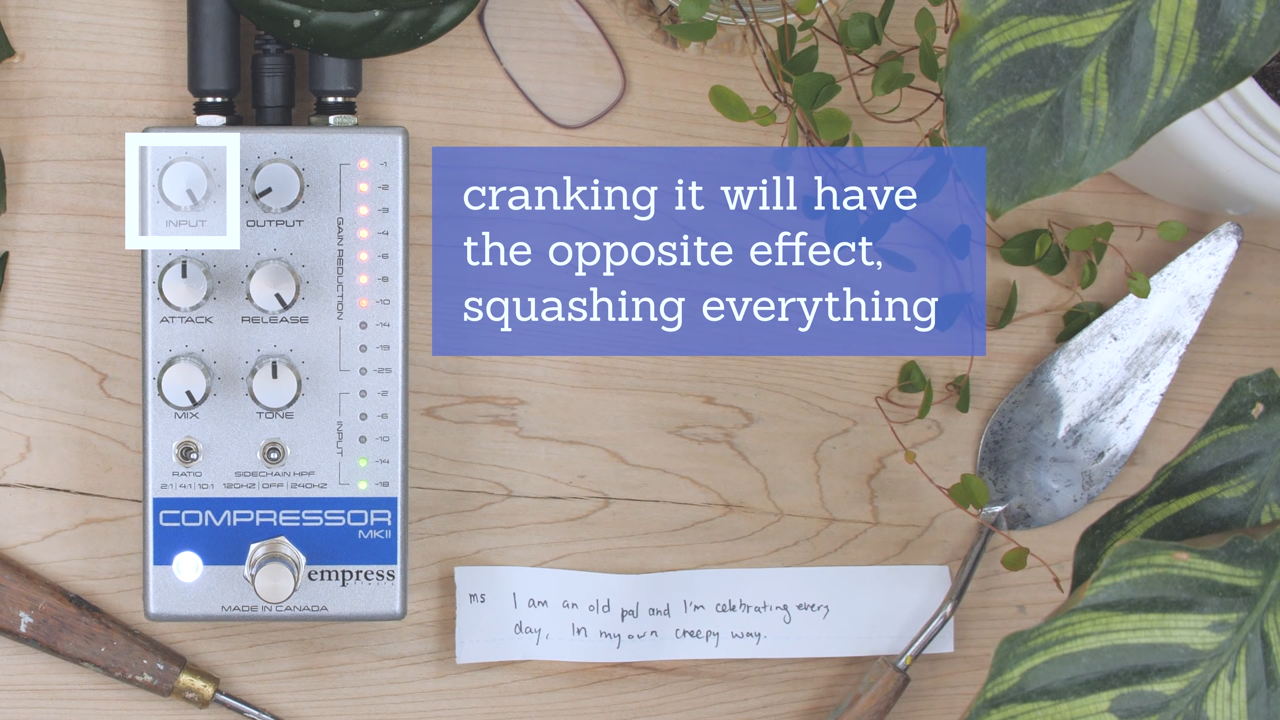 cranking it will have
the opposite effect,
squashing everything
INPUT
OUTPUT
ATTACK
RELEASE
MIX
TONE
GAIN REDUCTION
-1
-2
-3
-4
-6
-8
-10
-14
-19
-25
INPUT
-2
-6
-10
-14
-18
RATIO
2:1 | 4:1 | 10:1
SIDECHAIN HPF
120HZ | OFF | 240HZ
COMPRESSOR
MKII
empress
effects
MADE IN CANADA
ms I am an old pal and I'm celebrating every
day, In my own creepy way.